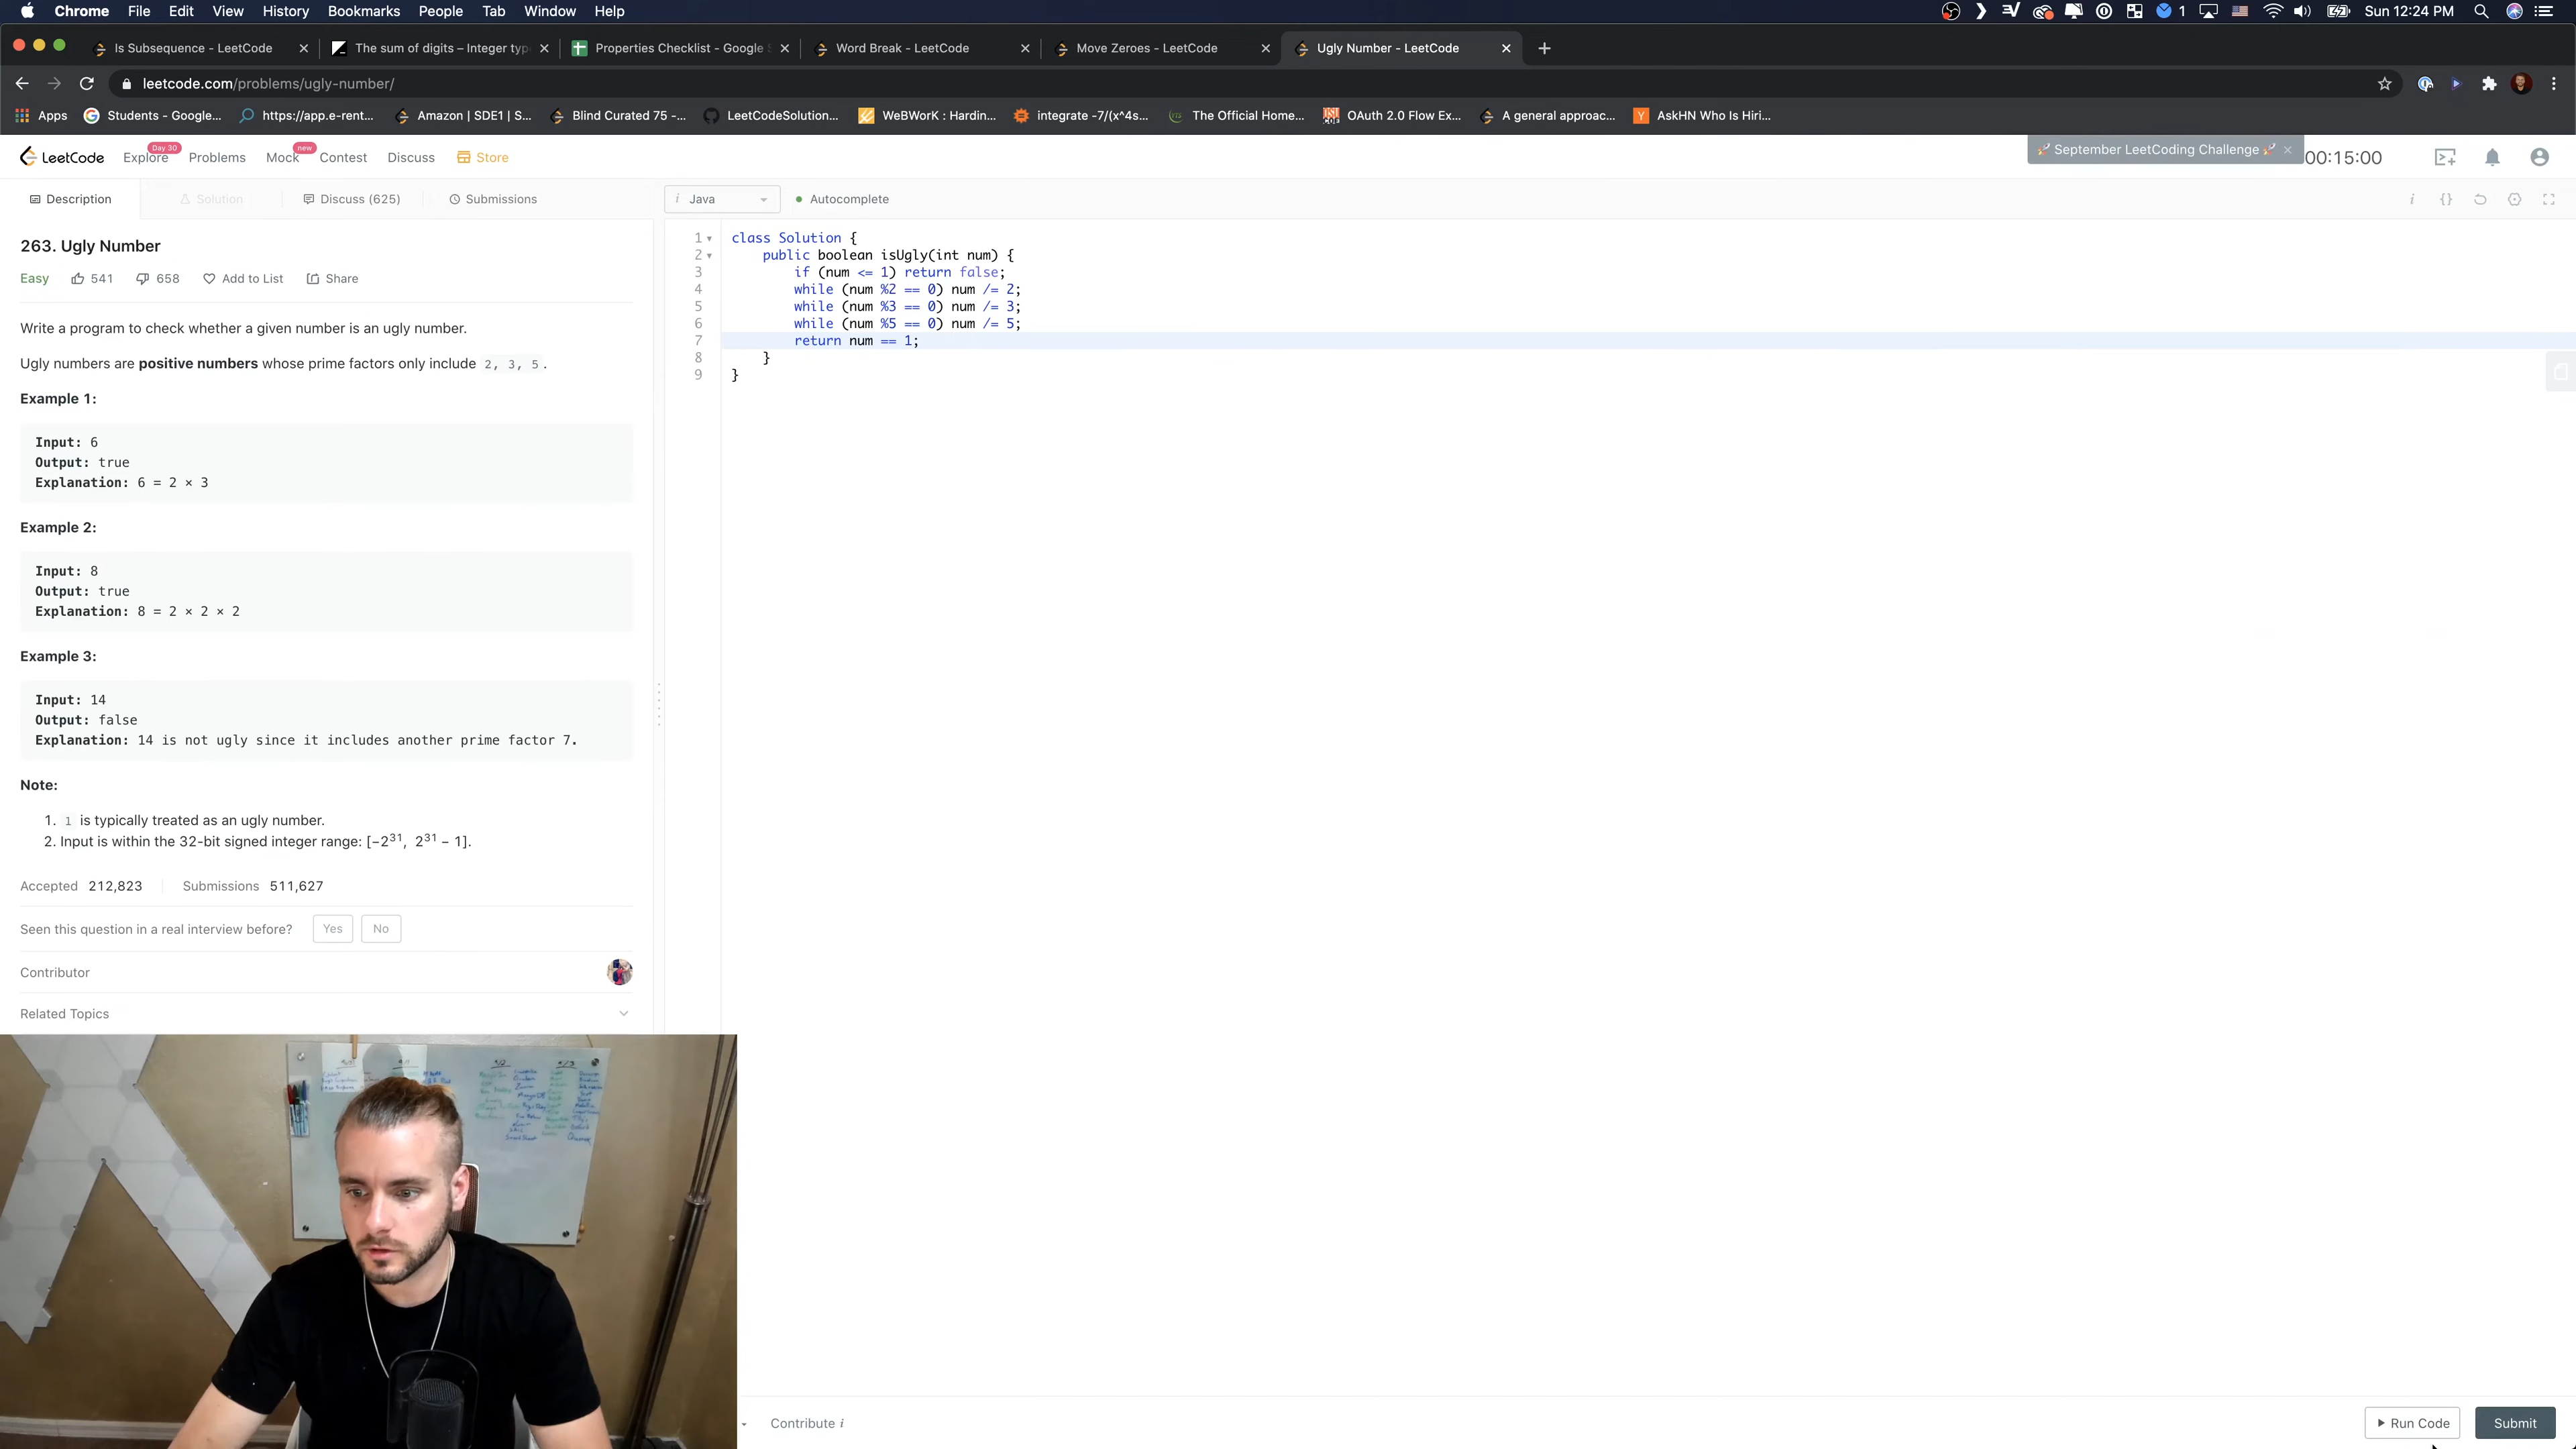 Chrome File Edit View History Bookmarks People Tab Window Help
1 Sun 12:24 PM
Is Subsequence - LeetCode
The sum of digits – Integer typ
Properties Checklist - Google S
Word Break - LeetCode
Move Zeroes - LeetCode
Ugly Number - LeetCode
leetcode.com/problems/ugly-number/
Apps
Students - Google...
https://app.e-rent...
Amazon | SDE1 | S...
Blind Curated 75 -...
LeetCodeSolution...
WeBWorK : Hardin...
integrate -7/(x^4s...
The Official Home...
OAuth 2.0 Flow Ex...
A general approac...
AskHN Who Is Hiri...
LeetCode
Explore Day 30
Problems
Mock new
Contest
Discuss
Store
September LeetCoding Challenge
00:15:00
Description
Solution
Discuss (625)
Submissions
i Java
Autocomplete
263. Ugly Number
Easy 541 658 Add to List Share
Write a program to check whether a given number is an ugly number.
Ugly numbers are positive numbers whose prime factors only include 2, 3, 5.
Example 1:
Input: 6
Output: true
Explanation: 6 = 2 × 3
Example 2:
Input: 8
Output: true
Explanation: 8 = 2 × 2 × 2
Example 3:
Input: 14
Output: false
Explanation: 14 is not ugly since it includes another prime factor 7.
Note:
1. 1 is typically treated as an ugly number.
2. Input is within the 32-bit signed integer range: [−2³¹, 2³¹ − 1].
Accepted 212,823 Submissions 511,627
Seen this question in a real interview before? Yes No
Contributor
Related Topics
1 class Solution {
2 public boolean isUgly(int num) {
3 if (num <= 1) return false;
4 while (num %2 == 0) num /= 2;
5 while (num %3 == 0) num /= 3;
6 while (num %5 == 0) num /= 5;
7 return num == 1;
8 }
9 }
Contribute i
Run Code
Submit